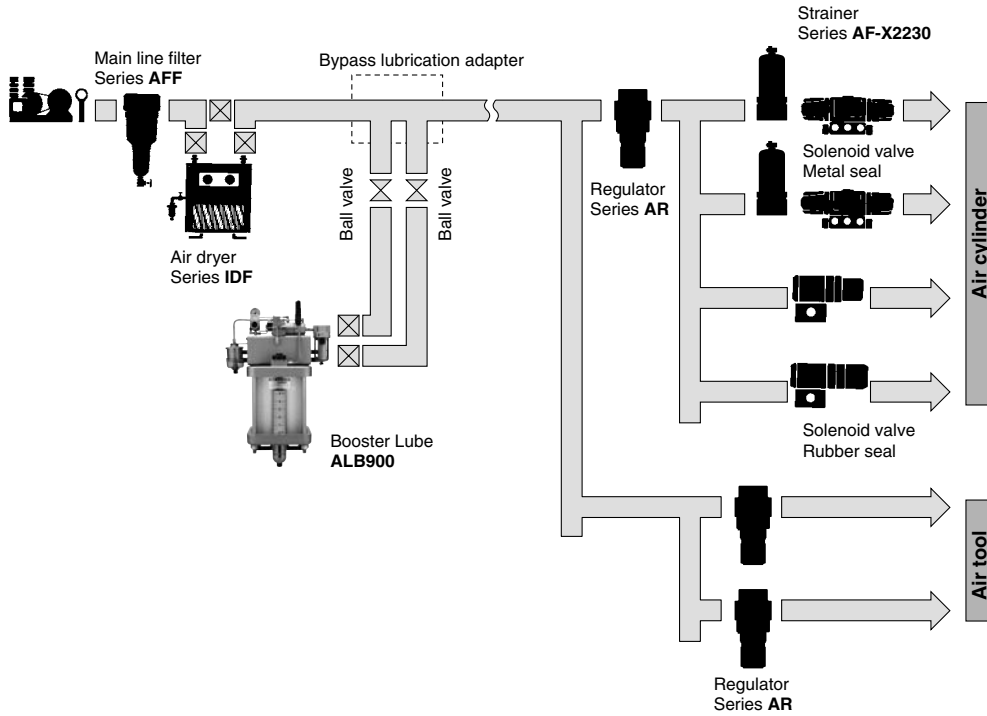 Strainer
Series AF-X2230
Main line filter
Series AFF
Bypass lubrication adapter
Solenoid valve
Metal seal
Regulator
Series AR
Ball valve
Ball valve
Air dryer
Series IDF
Air cylinder
Booster Lube
ALB900
Solenoid valve
Rubber seal
Air tool
Regulator
Series AR